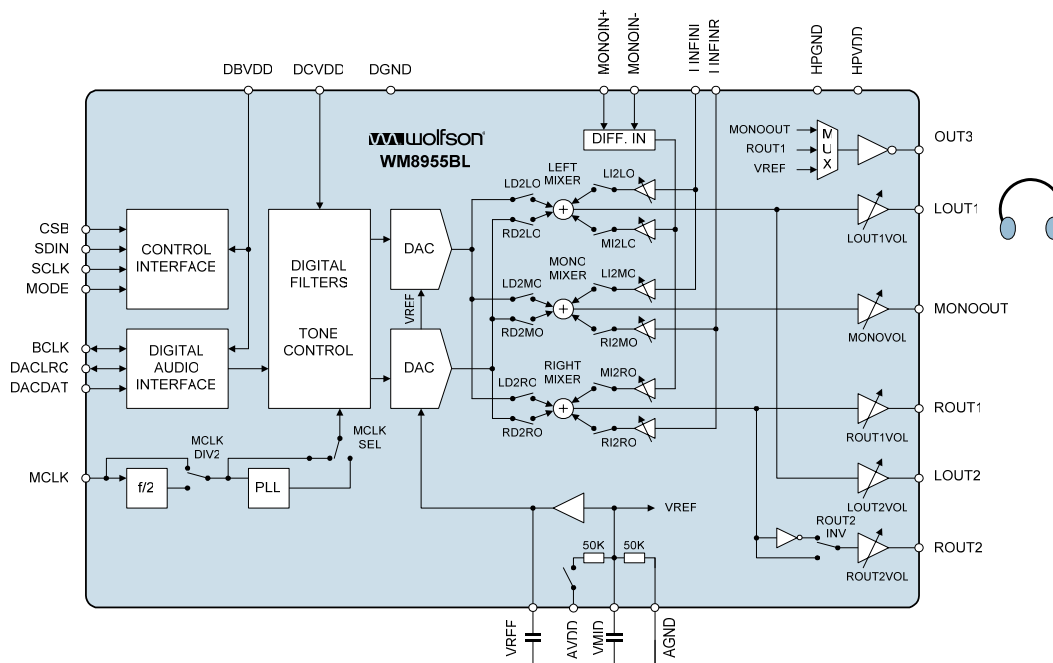 MONOIN+
MONOIN-
I INFINI
I INFINR
HPGND
HPVDD
DBVDD
DCVDD
DGND
wolfson
WM8955BL
DIFF. IN
MONOOUT
ROUT1
VREF
MUX
OUT3
LEFT
MIXER
LD2LO
RD2LO
LI2LO
MI2LO
LOUT1
LOUT1VOL
CSB
SDIN
SCLK
MODE
CONTROL
INTERFACE
DIGITAL
FILTERS
TONE
CONTROL
DAC
VREF
DAC
MONO
MIXER
LD2MO
RD2MO
LI2MO
RI2MO
MONOOUT
MONOVOL
BCLK
DACLRC
DACDAT
DIGITAL
AUDIO
INTERFACE
RIGHT
MIXER
LD2RO
RD2RO
MI2RO
RI2RO
ROUT1
ROUT1VOL
MCLK
f/2
MCLK
DIV2
PLL
MCLK
SEL
LOUT2
LOUT2VOL
VREF
ROUT2
INV
ROUT2
ROUT2VOL
50K
50K
VREF
AVDD
VMID
AGND